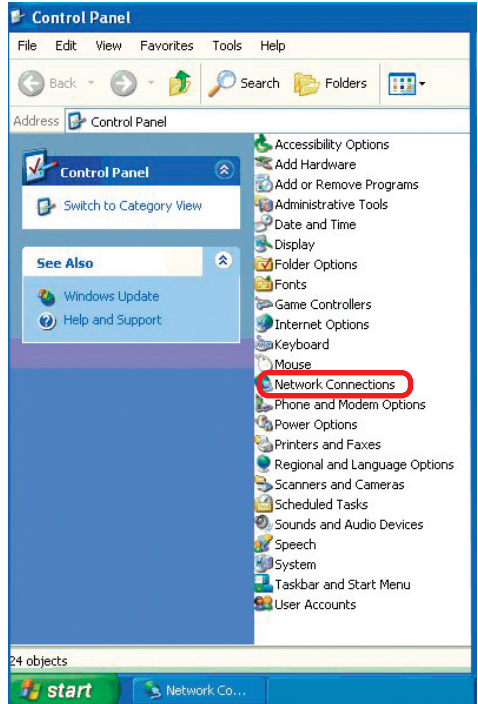 Control Panel
File Edit View Favorites Tools Help
Back Search Folders
Address Control Panel
Control Panel
Switch to Category View
See Also
Windows Update
Help and Support
Accessibility Options
Add Hardware
Add or Remove Programs
Administrative Tools
Date and Time
Display
Folder Options
Fonts
Game Controllers
Internet Options
Keyboard
Mouse
Network Connections
Phone and Modem Options
Power Options
Printers and Faxes
Regional and Language Options
Scanners and Cameras
Scheduled Tasks
Sounds and Audio Devices
Speech
System
Taskbar and Start Menu
User Accounts
24 objects
start Network Co...